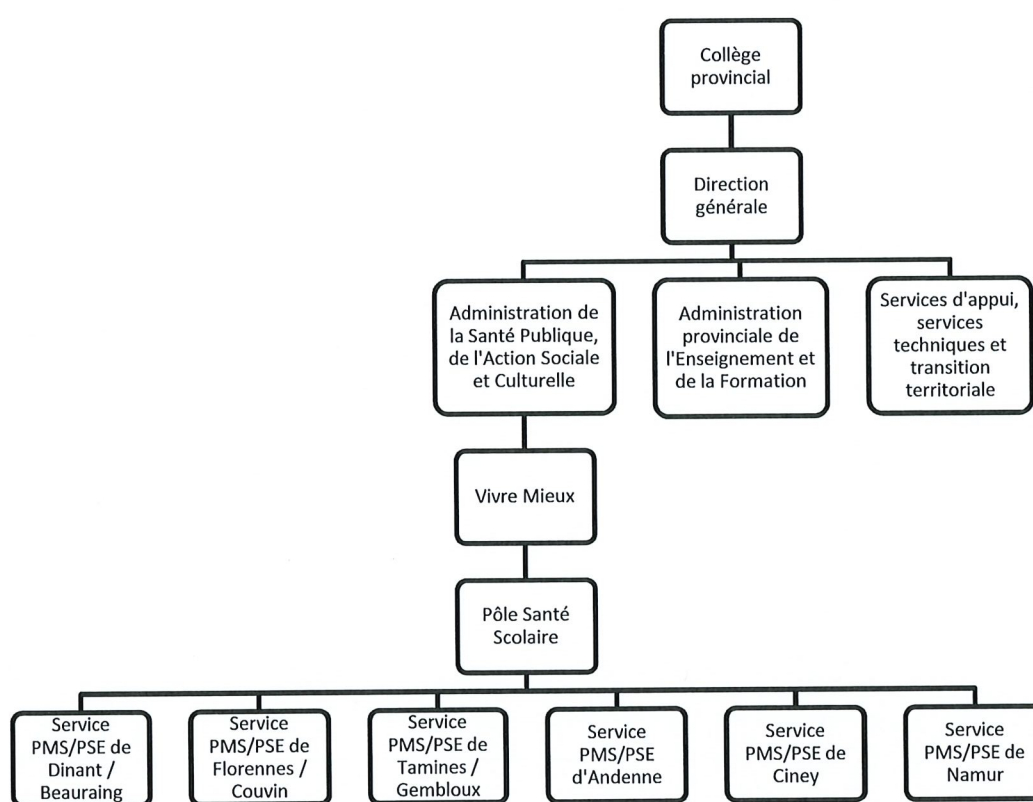 Collège
provincial
Direction
générale
Administration de
la Santé Publique,
de l'Action Sociale
et Culturelle
Administration
provinciale de
l'Enseignement et
de la Formation
Services d'appui,
services
techniques et
transition
territoriale
Vivre Mieux
Pôle Santé
Scolaire
Service
PMS/PSE de
Dinant /
Beauraing
Service
PMS/PSE de
Florennes /
Couvin
Service
PMS/PSE de
Tamines /
Gembloux
Service
PMS/PSE
d'Andenne
Service
PMS/PSE de
Ciney
Service
PMS/PSE de
Namur